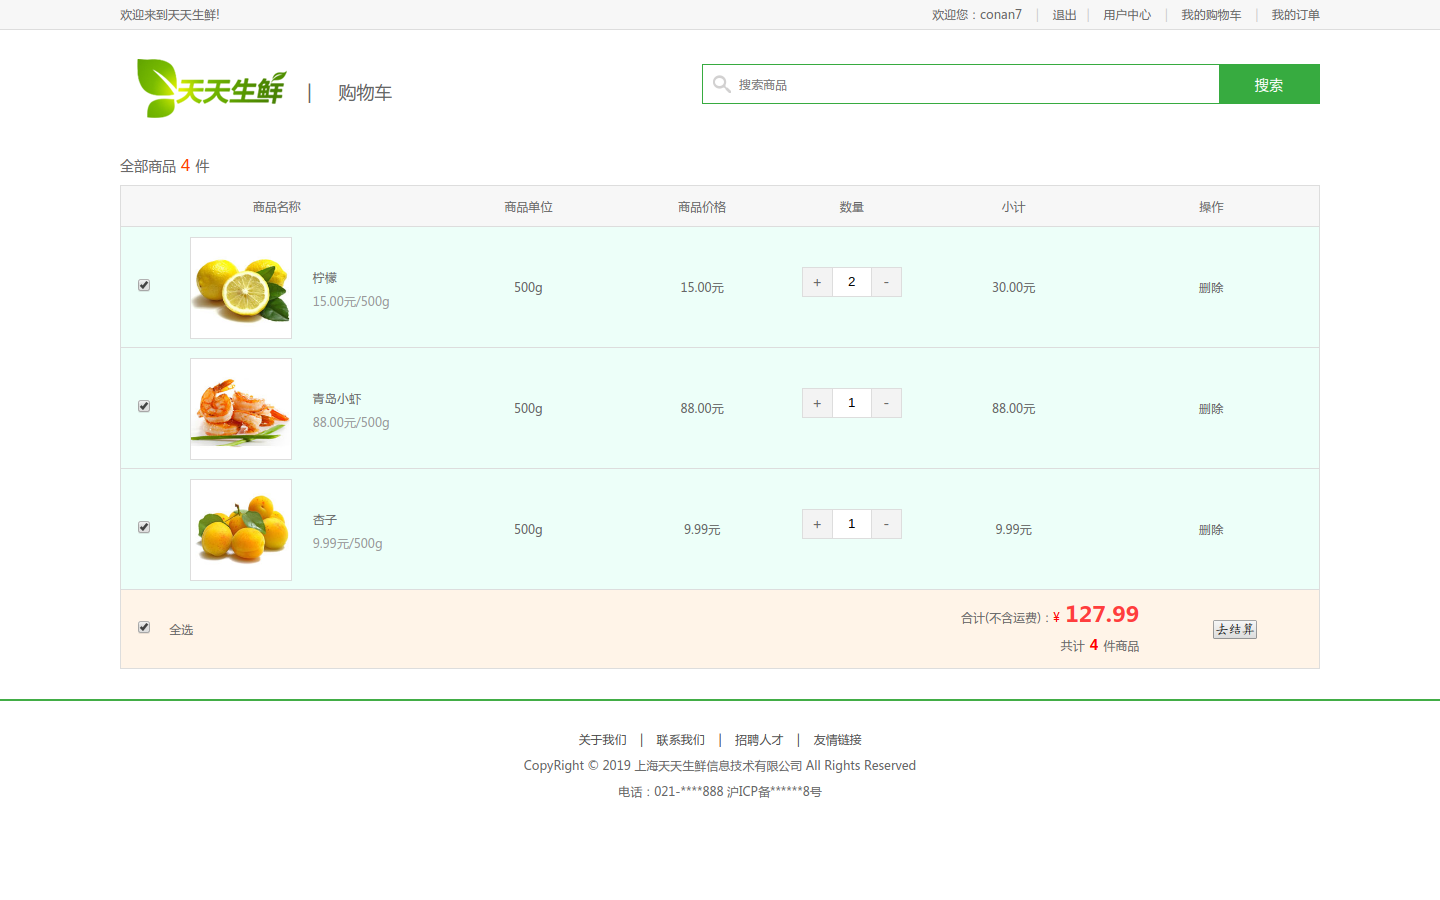 欢迎来到天天生鲜!
欢迎您：conan7 | 退出 | 用户中心 | 我的购物车 | 我的订单
天天生鲜 | 购物车
搜索商品 搜索
全部商品 4 件
商品名称 商品单位 商品价格 数量 小计 操作
柠檬
15.00元/500g
500g 15.00元 + 2 - 30.00元 删除
青岛小虾
88.00元/500g
500g 88.00元 + 1 - 88.00元 删除
杏子
9.99元/500g
500g 9.99元 + 1 - 9.99元 删除
全选
合计(不含运费)：¥ 127.99
共计 4 件商品
去结算
关于我们 | 联系我们 | 招聘人才 | 友情链接
CopyRight © 2019 上海天天生鲜信息技术有限公司 All Rights Reserved
电话：021-****888 沪ICP备******8号